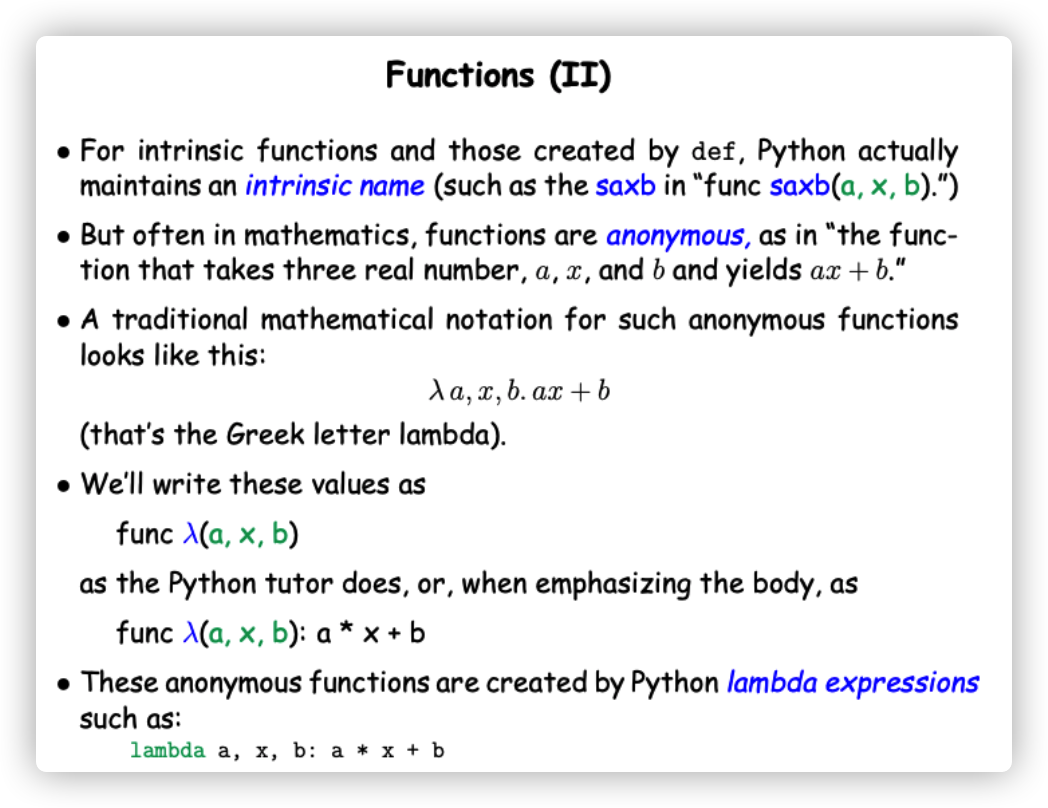 Functions (II)
• For intrinsic functions and those created by def, Python actually
maintains an intrinsic name (such as the saxb in “func saxb(a, x, b).”)
• But often in mathematics, functions are anonymous, as in “the func-
tion that takes three real number, a, x, and b and yields ax + b.”
• A traditional mathematical notation for such anonymous functions
looks like this:
λ a, x, b. ax + b
(that’s the Greek letter lambda).
• We’ll write these values as
func λ(a, x, b)
as the Python tutor does, or, when emphasizing the body, as
func λ(a, x, b): a * x + b
• These anonymous functions are created by Python lambda expressions
such as:
lambda a, x, b: a * x + b